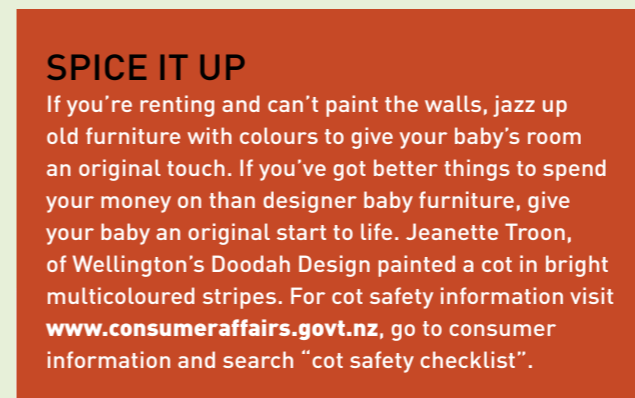 SPICE IT UP
If you're renting and can't paint the walls, jazz up
old furniture with colours to give your baby's room
an original touch. If you've got better things to spend
your money on than designer baby furniture, give
your baby an original start to life. Jeanette Troon,
of Wellington's Doodah Design painted a cot in bright
multicoloured stripes. For cot safety information visit
www.consumeraffairs.govt.nz, go to consumer
information and search “cot safety checklist”.